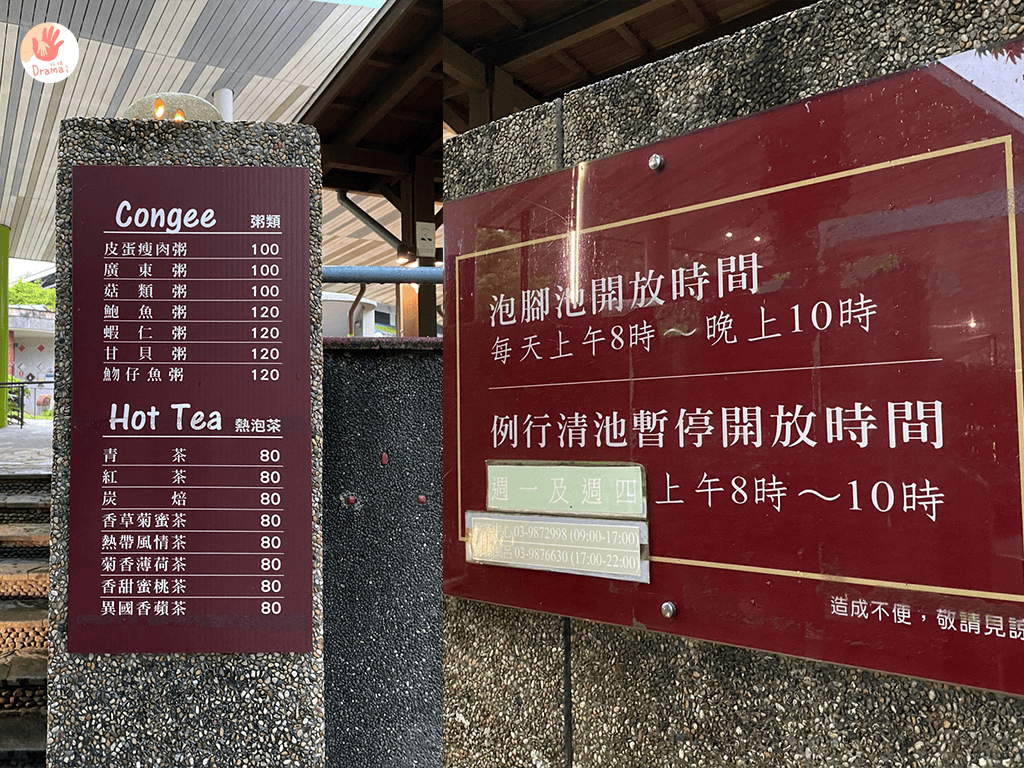 Drama
Congee 粥類
皮蛋瘦肉粥 100
廣東粥 100
菇類粥 100
鮑魚粥 120
蝦仁粥 120
甘貝粥 120
魩仔魚粥 120
Hot Tea 熱泡茶
青茶 80
紅茶 80
炭焙 80
香草菊蜜茶 80
熱帶風情茶 80
菊香薄荷茶 80
香甜蜜桃茶 80
異國香蘋茶 80
泡腳池開放時間
每天上午8時～晚上10時
例行清池暫停開放時間
週一及週四 上午8時～10時
心 03-9872998 (09:00-17:00)
風呂 03-9876630 (17:00-22:00)
造成不便，敬請見諒